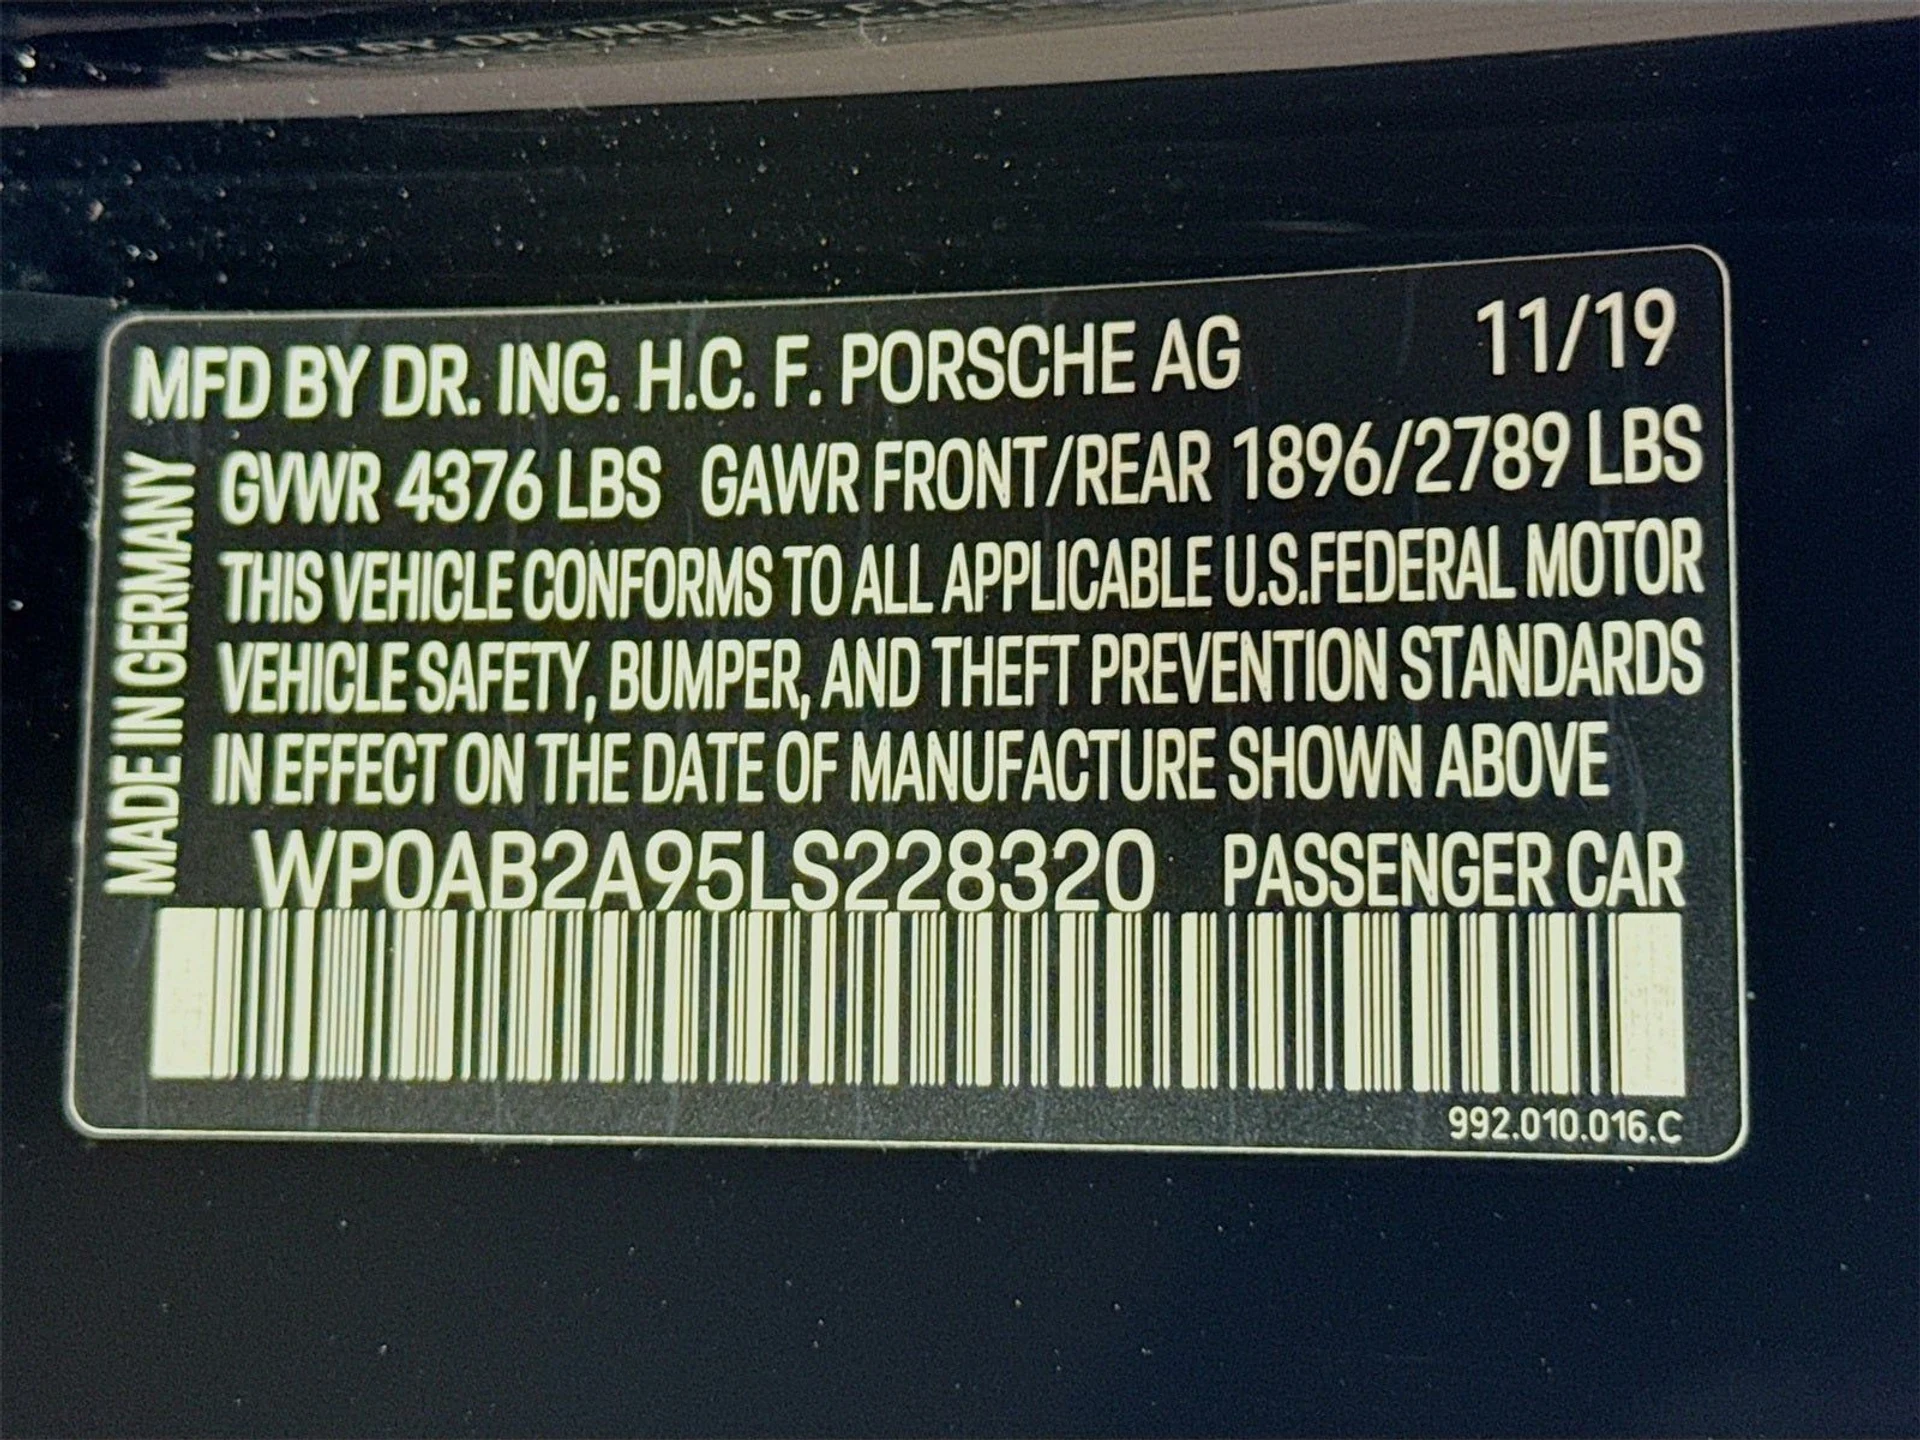 MFD BY DR. ING. H.C. F. PORSCHE AG 11/19
GVWR 4376 LBS GAWR FRONT/REAR 1896/2789 LBS
THIS VEHICLE CONFORMS TO ALL APPLICABLE U.S.FEDERAL MOTOR
VEHICLE SAFETY, BUMPER, AND THEFT PREVENTION STANDARDS
IN EFFECT ON THE DATE OF MANUFACTURE SHOWN ABOVE
MADE IN GERMANY
WP0AB2A95LS228320 PASSENGER CAR
992.010.016.C